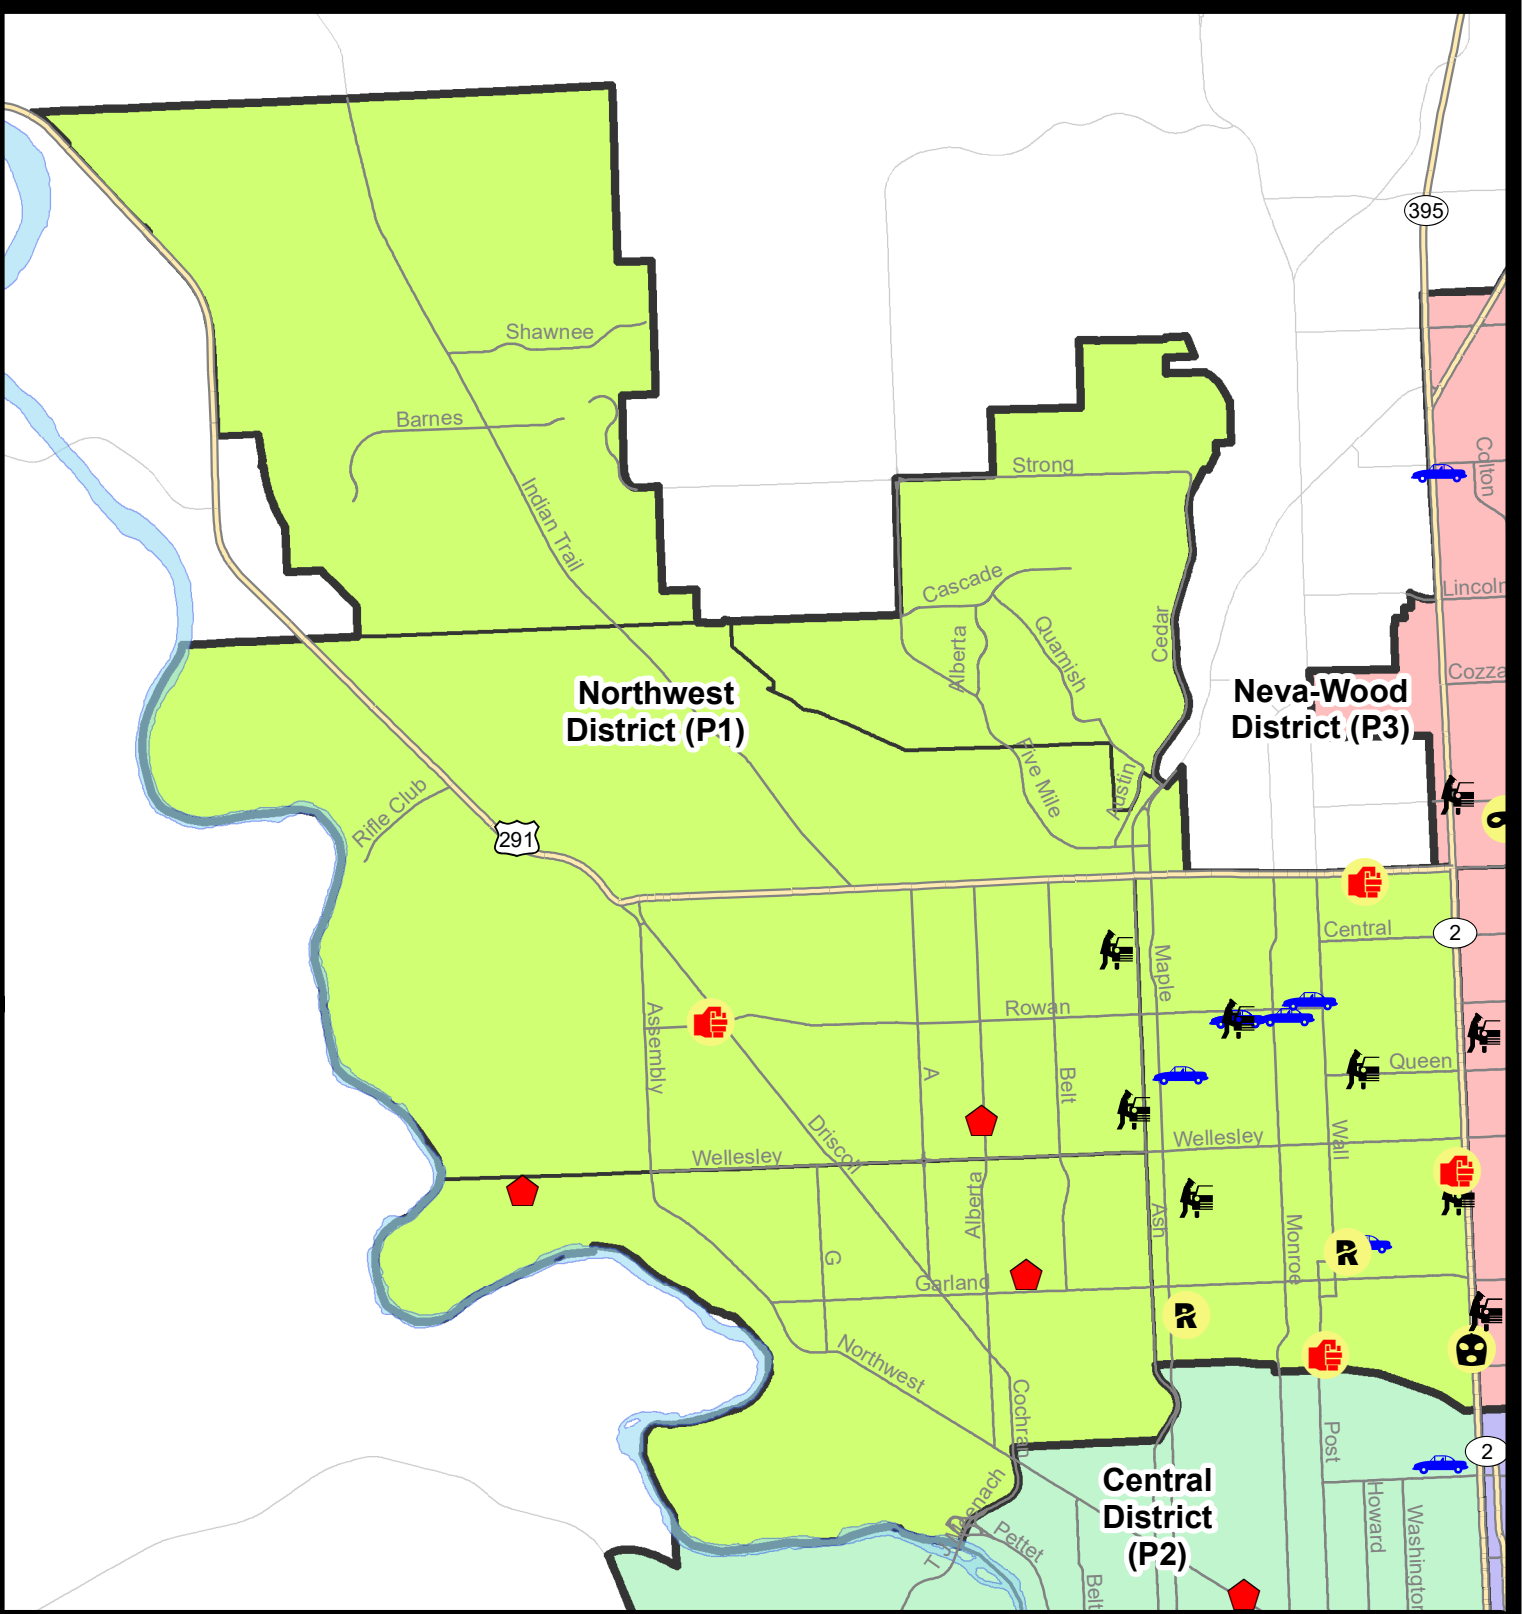 395
Shawnee
Barnes
Colton
Strong
Indian Trail
Cascade
Lincoln
Quamish
Cedar
Alberta
Cozza
Northwest
District (P1)
Neva-Wood
District (P3)
Five Mile
Austin
Rifle Club
291
Central
2
Maple
Rowan
Assembly
Queen
A
Belt
Driscoll
Wall
Wellesley
Wellesley
Alberta
Ash
Monroe
G
Garland
R
R
Northwest
Cochran
Post
2
Central
District
(P2)
Howard
Washington
Pettet
Belt